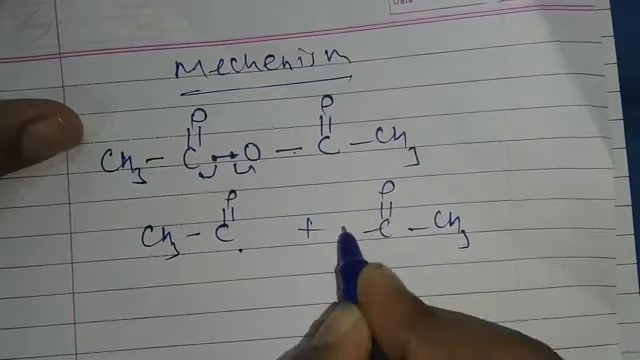 Mechenism
O O
CH3 – C – O – C – CH3
O O
CH3 – C . + – C – CH3